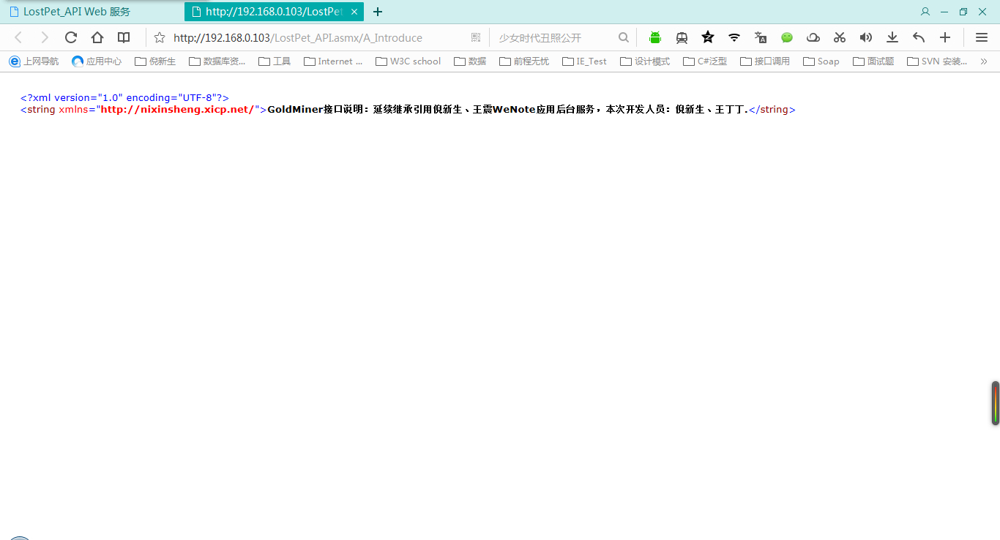 LostPet_API Web 服务
http://192.168.0.103/LostPet
http://192.168.0.103/LostPet_API.asmx/A_Introduce
少女时代丑照公开
上网导航 应用中心 倪新生 数据库资... 工具 Internet ... W3C school 数据 前程无忧 IE_Test 设计模式 C#泛型 接口调用 Soap 面试题 SVN 安装...
<?xml version="1.0" encoding="UTF-8"?>
<string xmlns="http://nixinsheng.xicp.net/">GoldMiner接口说明：延续继承引用倪新生、王震WeNote应用后台服务，本次开发人员：倪新生、王丁丁.</string>